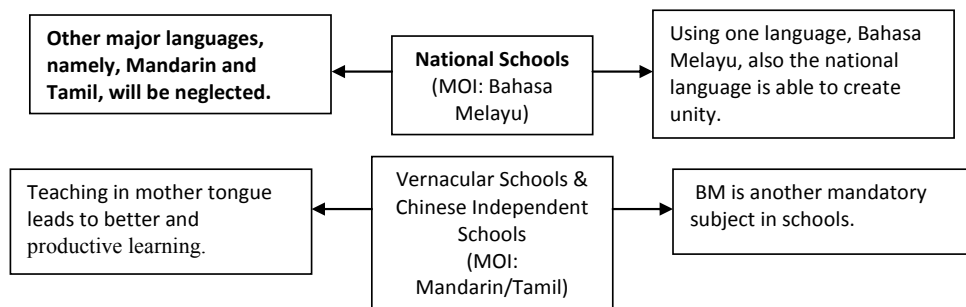 Other major languages,
namely, Mandarin and
Tamil, will be neglected.
National Schools
(MOI: Bahasa
Melayu)
Using one language, Bahasa
Melayu, also the national
language is able to create
unity.
Teaching in mother tongue
leads to better and
productive learning.
Vernacular Schools &
Chinese Independent
Schools
(MOI:
Mandarin/Tamil)
BM is another mandatory
subject in schools.